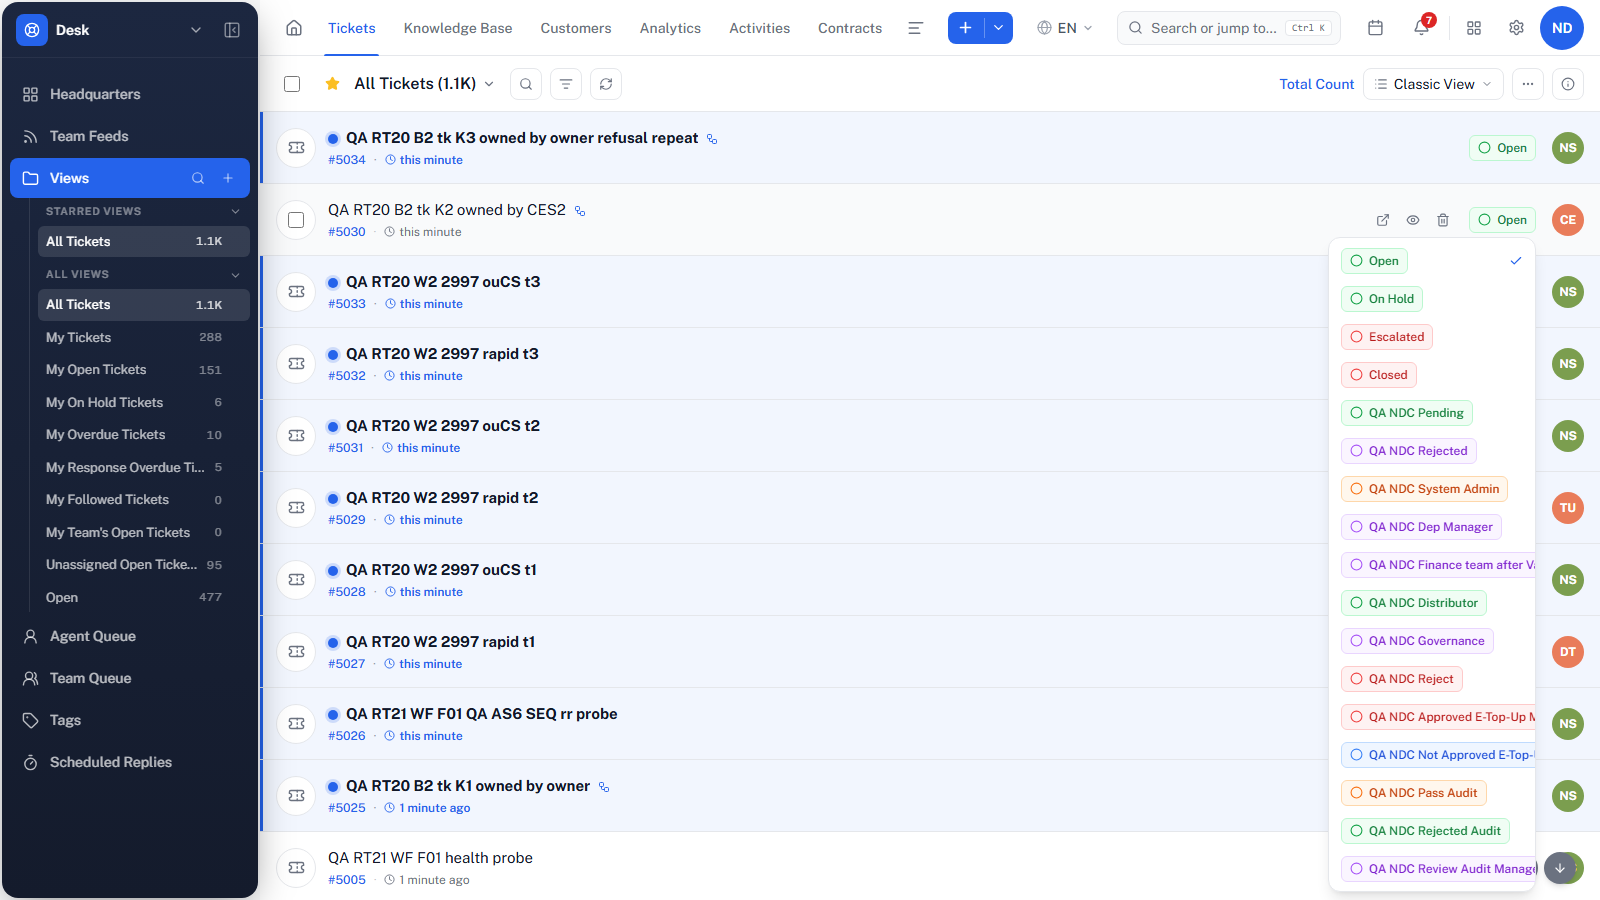 Desk
Headquarters
Team Feeds
Views
STARRED VIEWS
All Tickets 1.1K
ALL VIEWS
All Tickets 1.1K
My Tickets 288
My Open Tickets 151
My On Hold Tickets 6
My Overdue Tickets 10
My Response Overdue Ti... 5
My Followed Tickets 0
My Team's Open Tickets 0
Unassigned Open Ticke... 95
Open 477
Agent Queue
Team Queue
Tags
Scheduled Replies
Tickets Knowledge Base Customers Analytics Activities Contracts EN Search or jump to... Ctrl K 7 ND
All Tickets (1.1K) Total Count Classic View
QA RT20 B2 tk K3 owned by owner refusal repeat
#5034 · this minute
Open NS
QA RT20 B2 tk K2 owned by CES2
#5030 · this minute
Open CE
QA RT20 W2 2997 ouCS t3
#5033 · this minute
NS
QA RT20 W2 2997 rapid t3
#5032 · this minute
NS
QA RT20 W2 2997 ouCS t2
#5031 · this minute
NS
QA RT20 W2 2997 rapid t2
#5029 · this minute
TU
QA RT20 W2 2997 ouCS t1
#5028 · this minute
NS
QA RT20 W2 2997 rapid t1
#5027 · this minute
DT
QA RT21 WF F01 QA AS6 SEQ rr probe
#5026 · this minute
NS
QA RT20 B2 tk K1 owned by owner
#5025 · 1 minute ago
NS
QA RT21 WF F01 health probe
#5005 · 1 minute ago
Open
On Hold
Escalated
Closed
QA NDC Pending
QA NDC Rejected
QA NDC System Admin
QA NDC Dep Manager
QA NDC Finance team after
QA NDC Distributor
QA NDC Governance
QA NDC Reject
QA NDC Approved E-Top-Up
QA NDC Not Approved E-Top-
QA NDC Pass Audit
QA NDC Rejected Audit
QA NDC Review Audit Manage